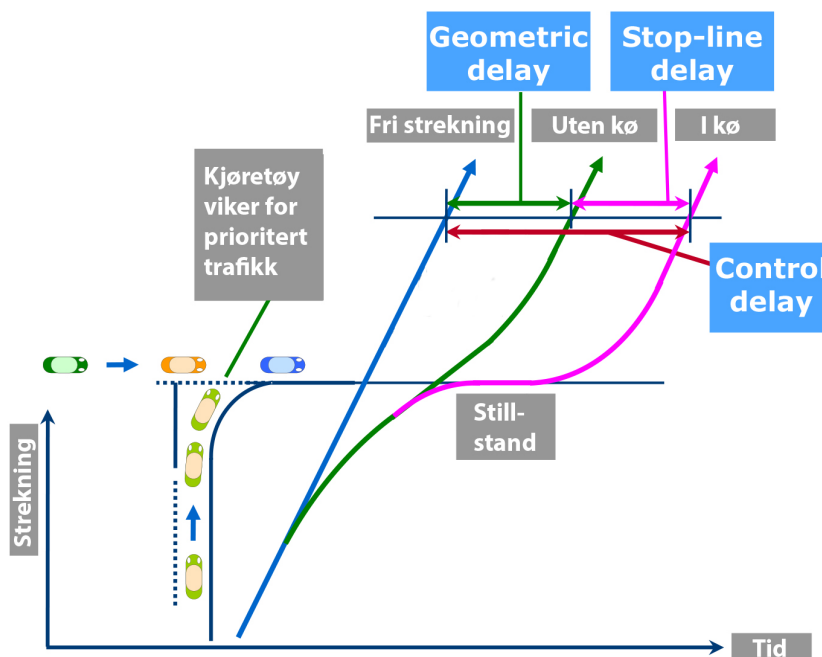 Geometric
delay
Stop-line
delay
Fri strekning
Uten kø
I kø
Kjøretøy
viker for
prioritert
trafikk
Control
delay
Still-
stand
Strekning
Tid